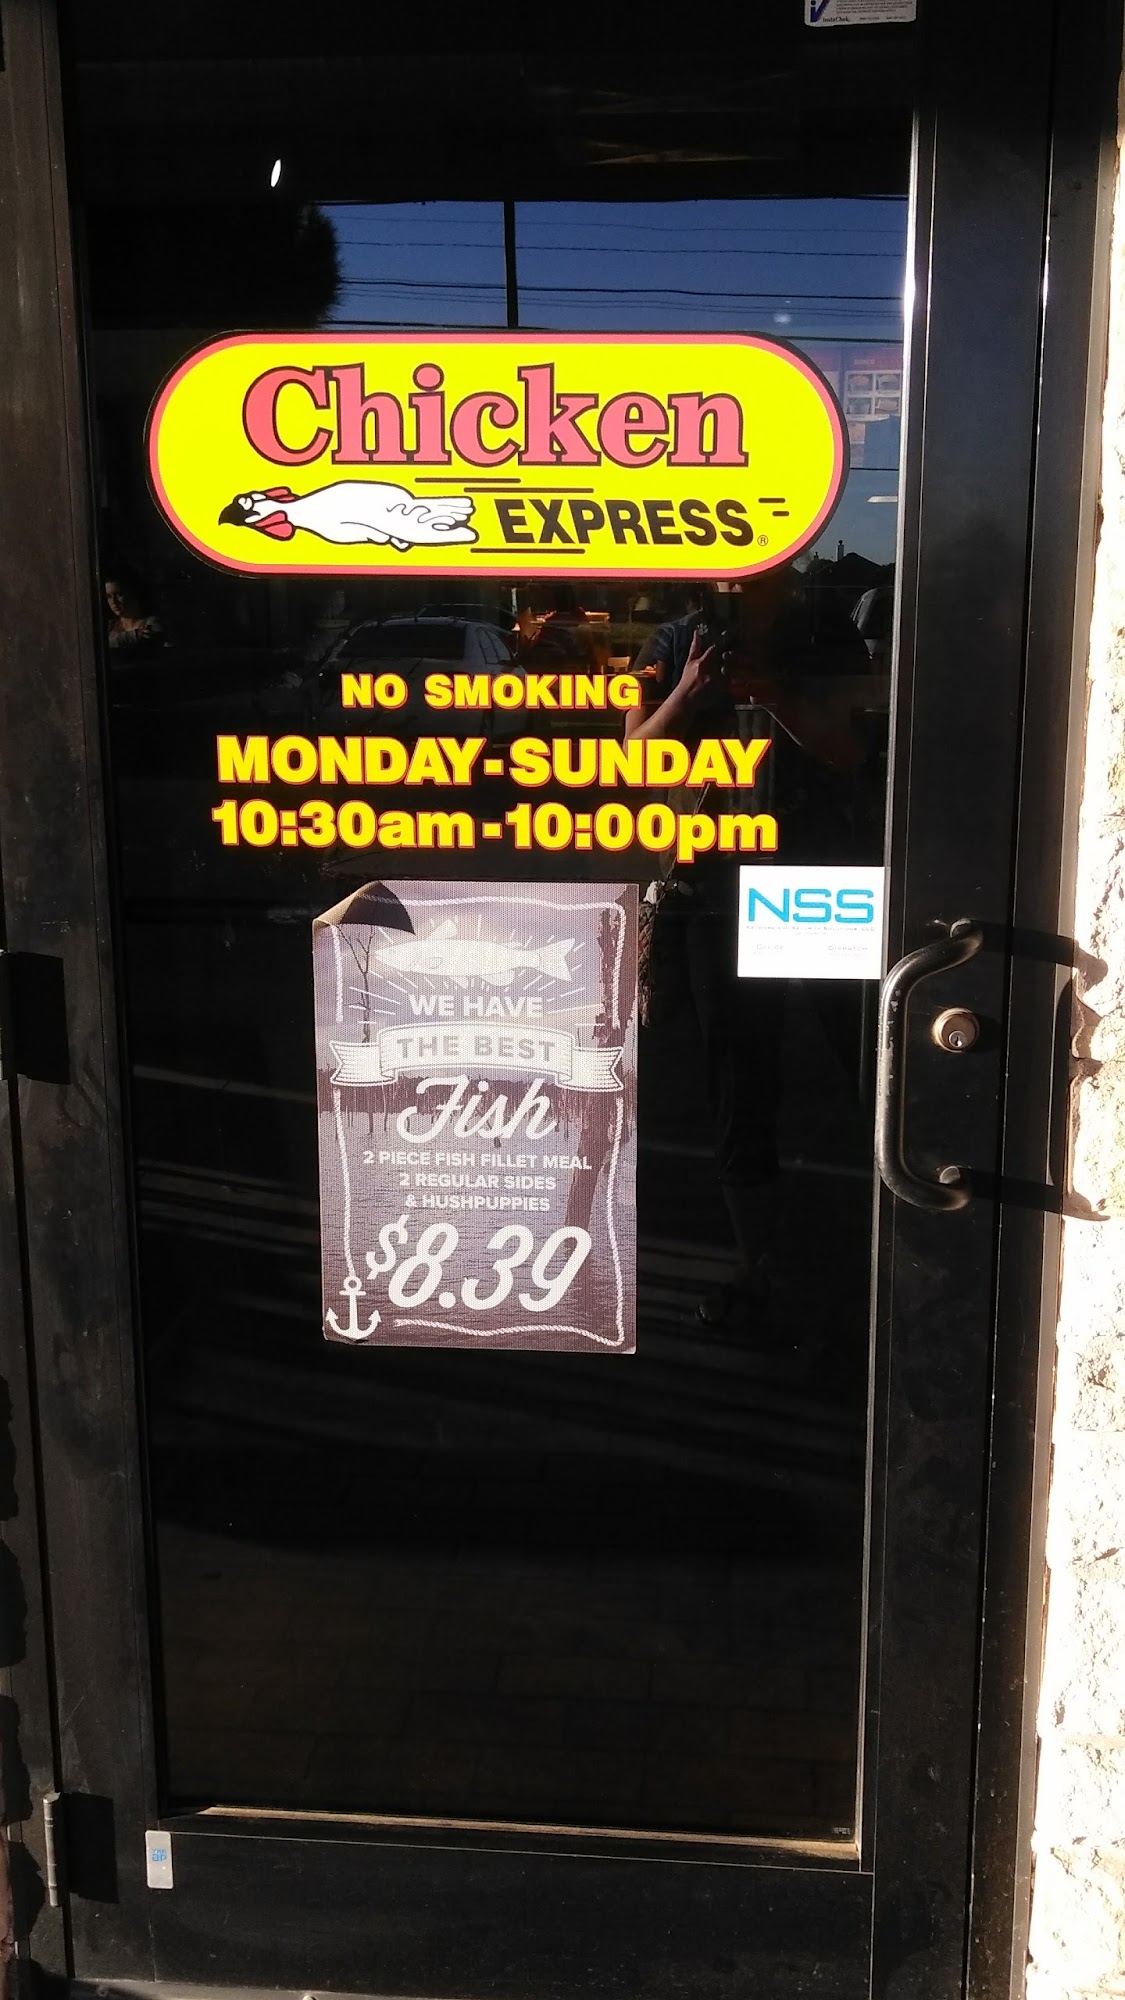 InstaChek
Chicken
EXPRESS®
NO SMOKING
MONDAY-SUNDAY
10:30am-10:00pm
NSS
WE HAVE
THE BEST
Fish
2 PIECE FISH FILLET MEAL
2 REGULAR SIDES
& HUSHPUPPIES
$8.39